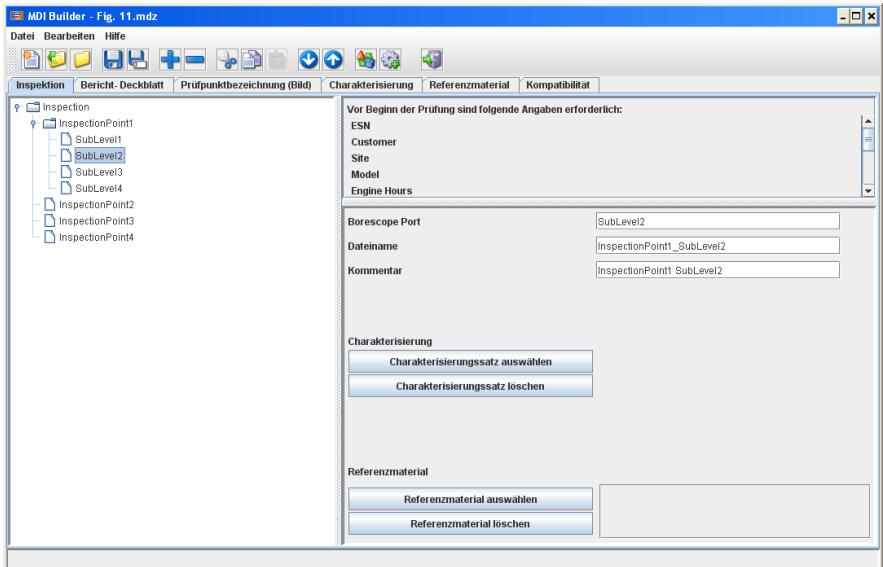 MDI Builder - Fig. 11.mdz
Datei Bearbeiten Hilfe
Inspektion Bericht- Deckblatt Prüfpunktbezeichnung (Bild) Charakterisierung Referenzmaterial Kompatibilität
Inspection
InspectionPoint1
SubLevel1
SubLevel2
SubLevel3
SubLevel4
InspectionPoint2
InspectionPoint3
InspectionPoint4
Vor Beginn der Prüfung sind folgende Angaben erforderlich:
ESN
Customer
Site
Model
Engine Hours
Borescope Port SubLevel2
Dateiname InspectionPoint1_SubLevel2
Kommentar InspectionPoint1 SubLevel2
Charakterisierung
Charakterisierungssatz auswählen
Charakterisierungssatz löschen
Referenzmaterial
Referenzmaterial auswählen
Referenzmaterial löschen